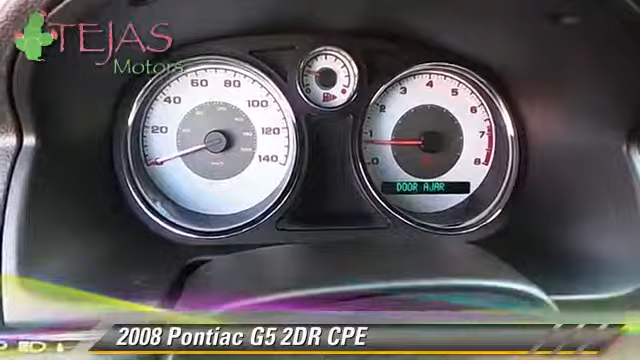 TEJAS
Motors
20 40 60 80 100 120 140
0 1 2 3 4 5 6 7 8
DOOR AJAR
2008 Pontiac G5 2DR CPE